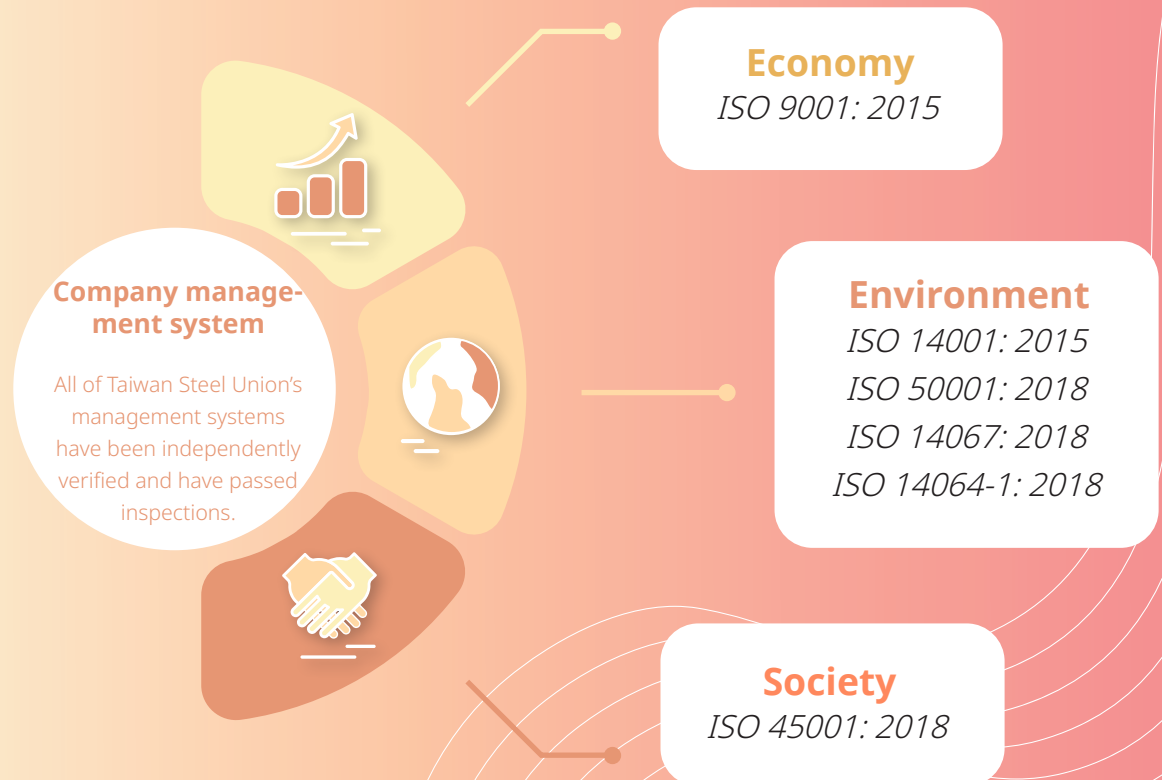 Economy
ISO 9001: 2015
Company manage-
ment system
All of Taiwan Steel Union’s
management systems
have been independently
verified and have passed
inspections.
Environment
ISO 14001: 2015
ISO 50001: 2018
ISO 14067: 2018
ISO 14064-1: 2018
Society
ISO 45001: 2018